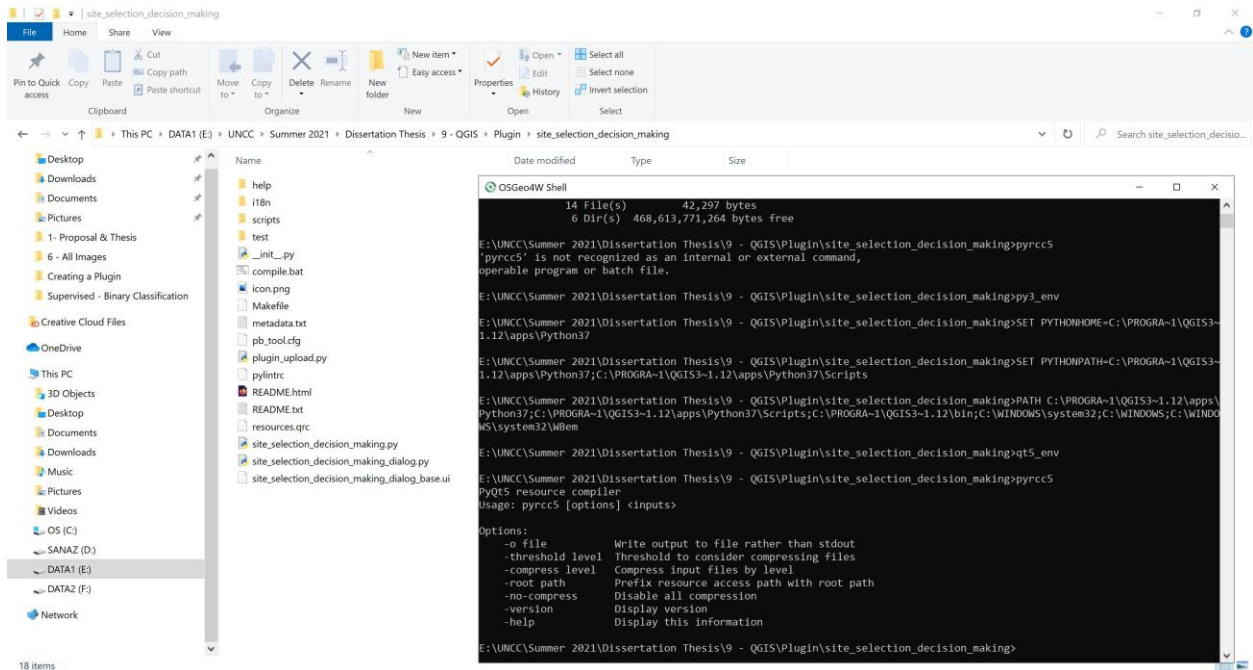 site_selection_decision_making
File Home Share View
Pin to Quick access
Copy
Paste
Cut
Copy path
Paste shortcut
Clipboard
Move to
Copy to
Delete
Rename
Organize
New folder
New item
Easy access
New
Properties
Open
Edit
History
Open
Select all
Select none
Invert selection
Select
This PC > DATA1 (E:) > UNCC > Summer 2021 > Dissertation Thesis > 9 - QGIS > Plugin > site_selection_decision_making
Search site_selection_decisio...
Desktop
Downloads
Documents
Pictures
1- Proposal & Thesis
6 - All Images
Creating a Plugin
Supervised - Binary Classification
Creative Cloud Files
OneDrive
This PC
3D Objects
Desktop
Documents
Downloads
Music
Pictures
Videos
OS (C:)
SANAZ (D:)
DATA1 (E:)
DATA2 (F:)
Network
18 items
Name Date modified Type Size
help
i18n
scripts
test
__init__.py
compile.bat
icon.png
Makefile
metadata.txt
pb_tool.cfg
plugin_upload.py
pylintrc
README.html
README.txt
resources.qrc
site_selection_decision_making.py
site_selection_decision_making_dialog.py
site_selection_decision_making_dialog_base.ui
OSGeo4W Shell
14 File(s) 42,297 bytes
6 Dir(s) 468,613,771,264 bytes free
E:\UNCC\Summer 2021\Dissertation Thesis\9 - QGIS\Plugin\site_selection_decision_making>pyrcc5
'pyrcc5' is not recognized as an internal or external command,
operable program or batch file.
E:\UNCC\Summer 2021\Dissertation Thesis\9 - QGIS\Plugin\site_selection_decision_making>py3_env
E:\UNCC\Summer 2021\Dissertation Thesis\9 - QGIS\Plugin\site_selection_decision_making>SET PYTHONHOME=C:\PROGRA~1\QGIS3~
1.12\apps\Python37
E:\UNCC\Summer 2021\Dissertation Thesis\9 - QGIS\Plugin\site_selection_decision_making>SET PYTHONPATH=C:\PROGRA~1\QGIS3~
1.12\apps\Python37;C:\PROGRA~1\QGIS3~1.12\apps\Python37\Scripts
E:\UNCC\Summer 2021\Dissertation Thesis\9 - QGIS\Plugin\site_selection_decision_making>PATH C:\PROGRA~1\QGIS3~1.12\apps\
Python37;C:\PROGRA~1\QGIS3~1.12\apps\Python37\Scripts;C:\PROGRA~1\QGIS3~1.12\bin;C:\WINDOWS\system32;C:\WINDOWS;C:\WINDO
WS\system32\WBem
E:\UNCC\Summer 2021\Dissertation Thesis\9 - QGIS\Plugin\site_selection_decision_making>qt5_env
E:\UNCC\Summer 2021\Dissertation Thesis\9 - QGIS\Plugin\site_selection_decision_making>pyrcc5
PyQt5 resource compiler
Usage: pyrcc5 [options] <inputs>
Options:
-o file Write output to file rather than stdout
-threshold level Threshold to consider compressing files
-compress level Compress input files by level
-root path Prefix resource access path with root path
-no-compress Disable all compression
-version Display version
-help Display this information
E:\UNCC\Summer 2021\Dissertation Thesis\9 - QGIS\Plugin\site_selection_decision_making>